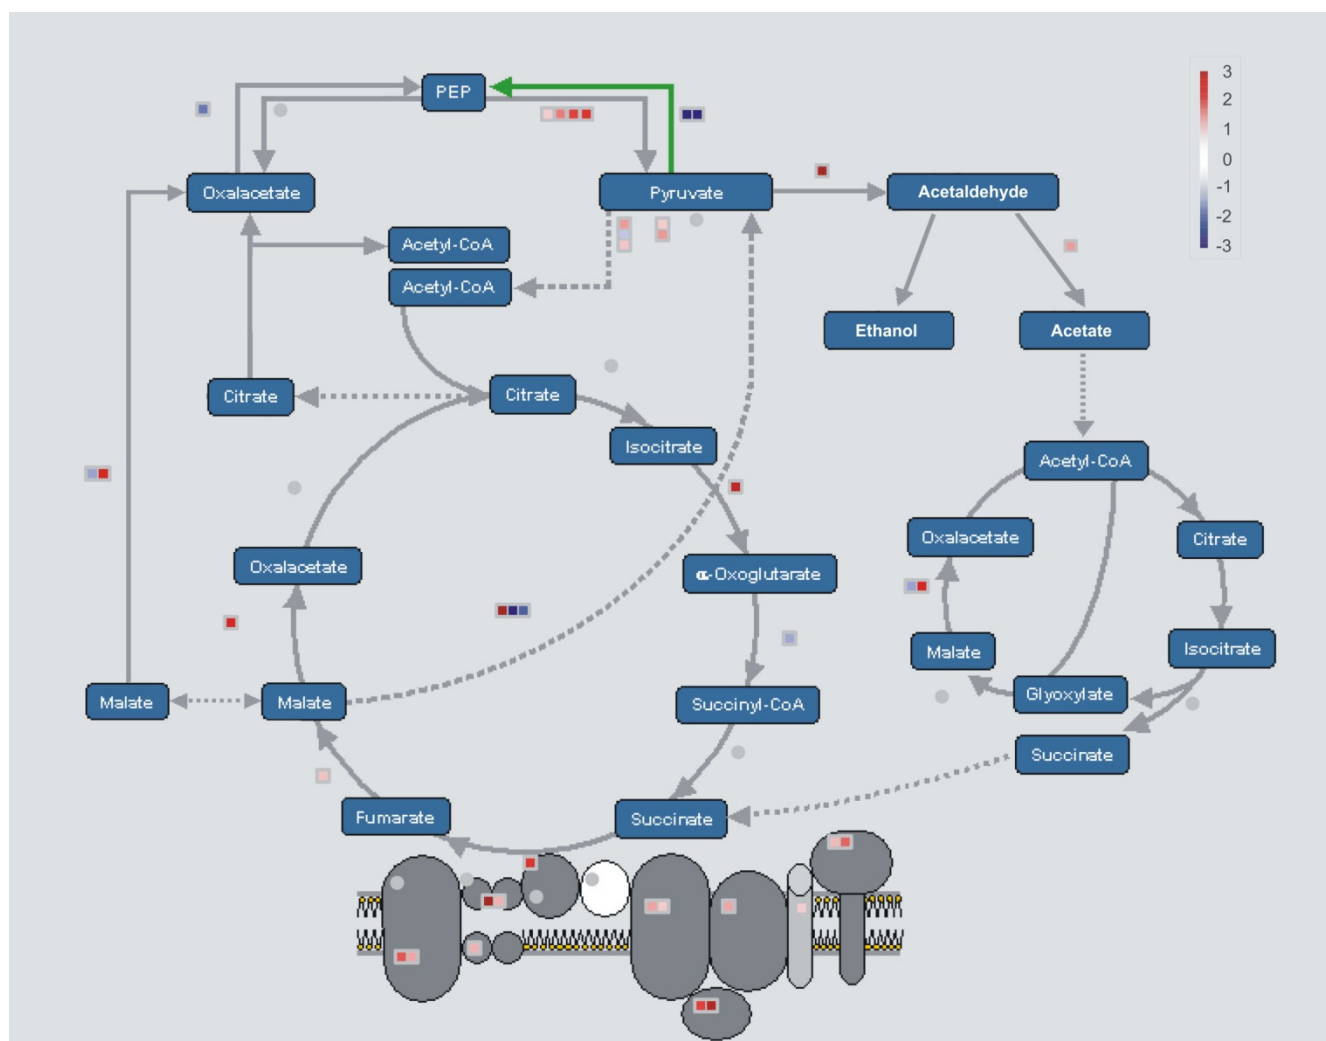 PEP
3
2
1
0
-1
-2
-3
Oxalacetate
Pyruvate
Acetaldehyde
Acetyl-CoA
Acetyl-CoA
Ethanol
Acetate
Citrate
Citrate
Isocitrate
Acetyl-CoA
Oxalacetate
Citrate
Oxalacetate
α-Oxoglutarate
Malate
Isocitrate
Malate
Malate
Succinyl-CoA
Glyoxylate
Succinate
Fumarate
Succinate